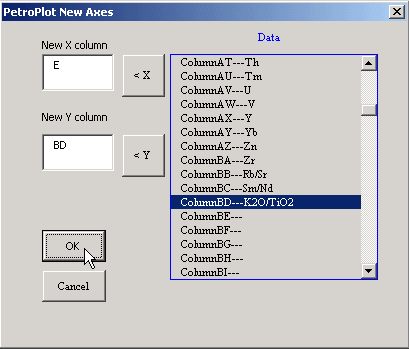 PetroPlot New Axes
New X column
E
< X
New Y column
BD
< Y
OK
Cancel
Data
ColumnAT---Th
ColumnAU---Tm
ColumnAV---U
ColumnAW---V
ColumnAX---Y
ColumnAY---Yb
ColumnAZ---Zn
ColumnBA---Zr
ColumnBB---Rb/Sr
ColumnBC---Sm/Nd
ColumnBD---K2O/TiO2
ColumnBE---
ColumnBF---
ColumnBG---
ColumnBH---
ColumnBI---